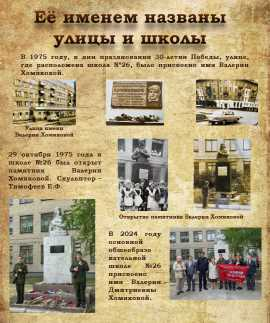 Её именем названы
улицы и школы
В 1975 году, в дни празднования 30-летия Победы, улице,
где расположена школа №26, было присвоено имя Валерии
Хомяковой.
Улица имени
Валерии Хомяковой
29 октября 1975 года в
школе №26 был открыт
памятник Валерии
Хомяковой. Скульптор –
Тимофеев Е.Ф.
Открытие памятника Валерии Хомяковой
В 2024 году
основной
общеобразо
вательной
школе №26
присвоено
имя Валерии
Дмитриевны
Хомяковой.